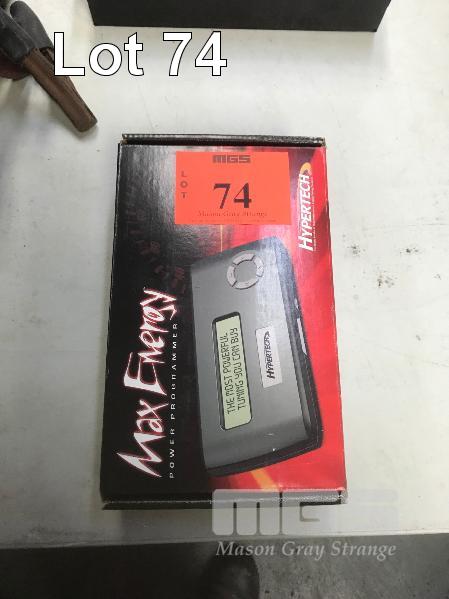 Lot 74
MGS
LOT
74
Mason Gray Strange
HYPERTECH
Max Energy
POWER PROGRAMMER
THE MOST POWERFUL
TUNING YOU CAN BUY
HYPERTECH
MGS
Mason Gray Strange